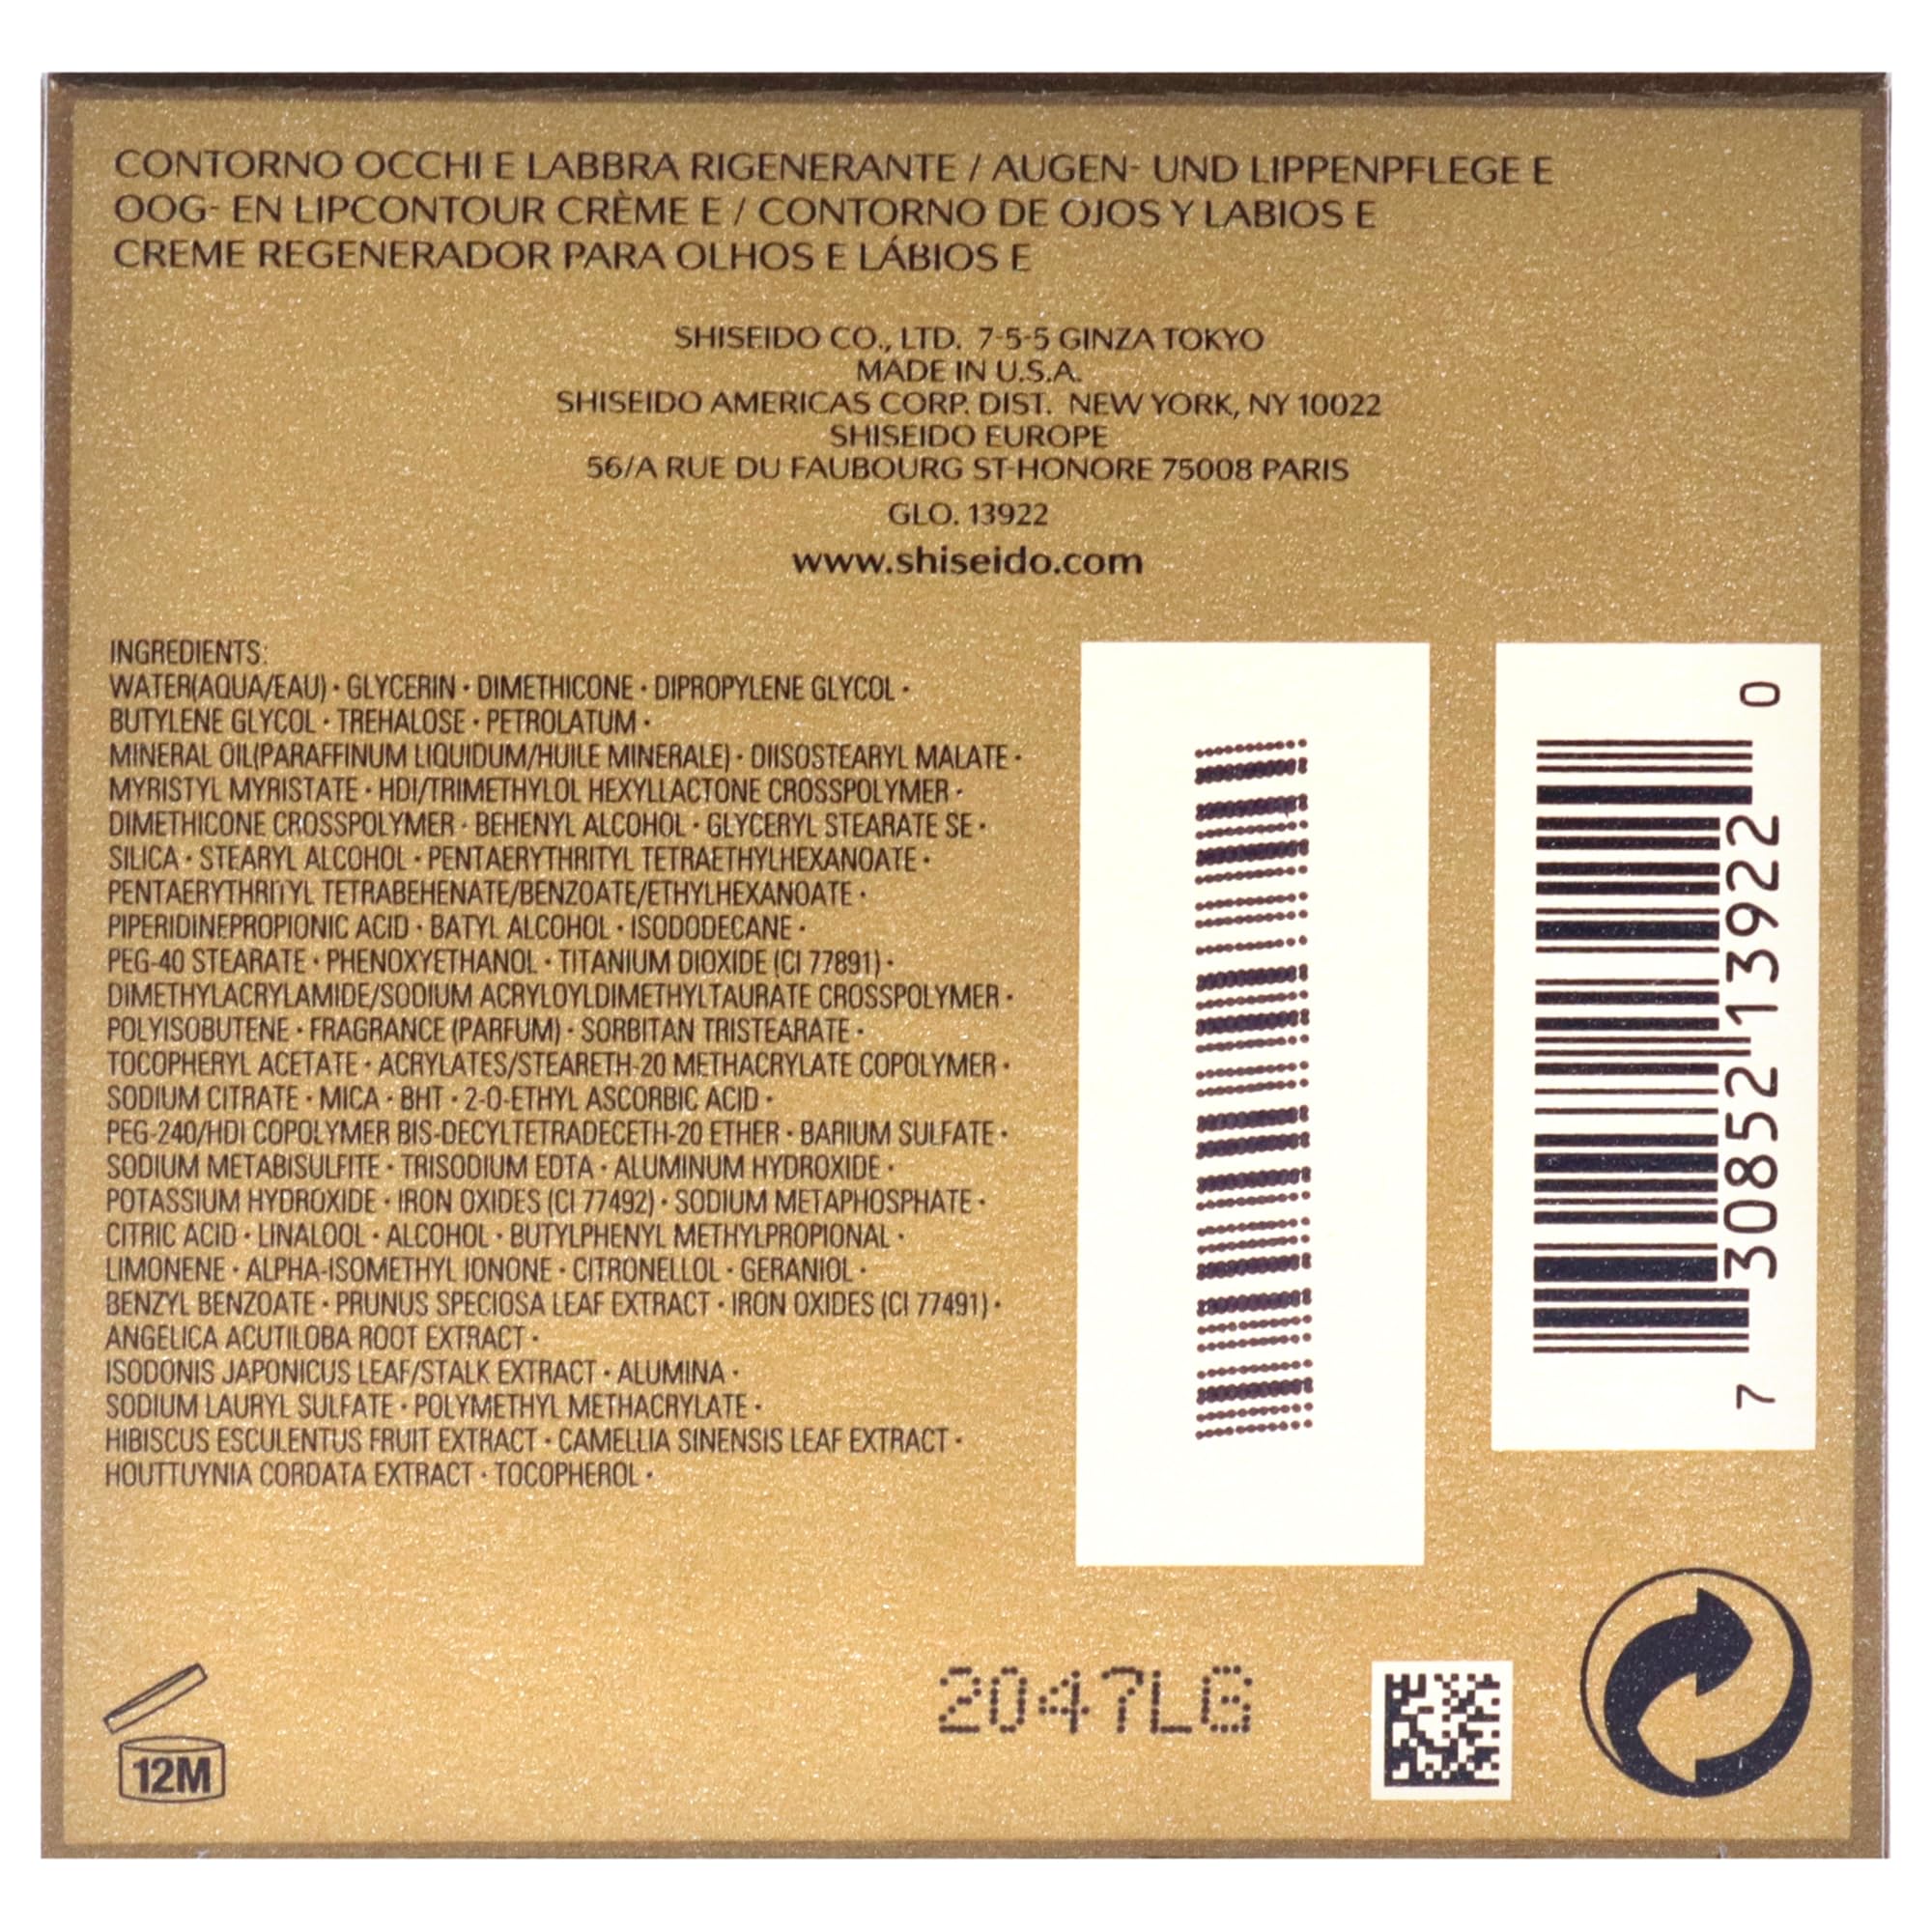 CONTORNO OCCHI E LABBRA RIGENERANTE / AUGEN- UND LIPPENPFLEGE E
OOG- EN LIPCONTOUR CRÈME E / CONTORNO DE OJOS Y LABIOS E
CREME REGENERADOR PARA OLHOS E LÁBIOS E
SHISEIDO CO., LTD. 7-5-5 GINZA TOKYO
MADE IN U.S.A.
SHISEIDO AMERICAS CORP. DIST. NEW YORK, NY 10022
SHISEIDO EUROPE
56/A RUE DU FAUBOURG ST-HONORE 75008 PARIS
GLO. 13922
www.shiseido.com
INGREDIENTS:
WATER(AQUA/EAU) · GLYCERIN · DIMETHICONE · DIPROPYLENE GLYCOL ·
BUTYLENE GLYCOL · TREHALOSE · PETROLATUM ·
MINERAL OIL(PARAFFINUM LIQUIDUM/HUILE MINERALE) · DIISOSTEARYL MALATE ·
MYRISTYL MYRISTATE · HDI/TRIMETHYLOL HEXYLLACTONE CROSSPOLYMER ·
DIMETHICONE CROSSPOLYMER · BEHENYL ALCOHOL · GLYCERYL STEARATE SE ·
SILICA · STEARYL ALCOHOL · PENTAERYTHRITYL TETRAETHYLHEXANOATE ·
PENTAERYTHRITYL TETRABEHENATE/BENZOATE/ETHYLHEXANOATE ·
PIPERIDINEPROPIONIC ACID · BATYL ALCOHOL · ISODODECANE ·
PEG-40 STEARATE · PHENOXYETHANOL · TITANIUM DIOXIDE (CI 77891) ·
DIMETHYLACRYLAMIDE/SODIUM ACRYLOYLDIMETHYLTAURATE CROSSPOLYMER ·
POLYISOBUTENE · FRAGRANCE (PARFUM) · SORBITAN TRISTEARATE ·
TOCOPHERYL ACETATE · ACRYLATES/STEARETH-20 METHACRYLATE COPOLYMER ·
SODIUM CITRATE · MICA · BHT · 2-O-ETHYL ASCORBIC ACID ·
PEG-240/HDI COPOLYMER BIS-DECYLTETRADECETH-20 ETHER · BARIUM SULFATE ·
SODIUM METABISULFITE · TRISODIUM EDTA · ALUMINUM HYDROXIDE ·
POTASSIUM HYDROXIDE · IRON OXIDES (CI 77492) · SODIUM METAPHOSPHATE ·
CITRIC ACID · LINALOOL · ALCOHOL · BUTYLPHENYL METHYLPROPIONAL ·
LIMONENE · ALPHA-ISOMETHYL IONONE · CITRONELLOL · GERANIOL ·
BENZYL BENZOATE · PRUNUS SPECIOSA LEAF EXTRACT · IRON OXIDES (CI 77491) ·
ANGELICA ACUTILOBA ROOT EXTRACT ·
ISODONIS JAPONICUS LEAF/STALK EXTRACT · ALUMINA ·
SODIUM LAURYL SULFATE · POLYMETHYL METHACRYLATE ·
HIBISCUS ESCULENTUS FRUIT EXTRACT · CAMELLIA SINENSIS LEAF EXTRACT ·
HOUTTUYNIA CORDATA EXTRACT · TOCOPHEROL ·
7 30852 13922 0
12M
2047LG